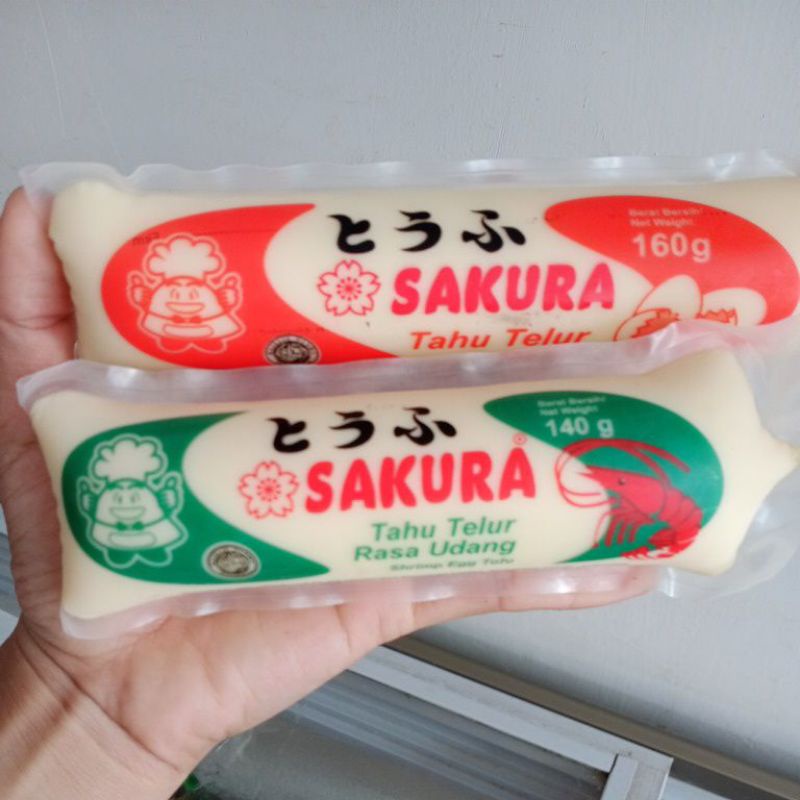 とうふ
SAKURA
Tahu Telur
Berat Bersih/
Net Weight
160g
とうふ
SAKURA
Tahu Telur
Rasa Udang
Shrimp Egg Tofu
Berat Bersih/
Net Weight
140 g